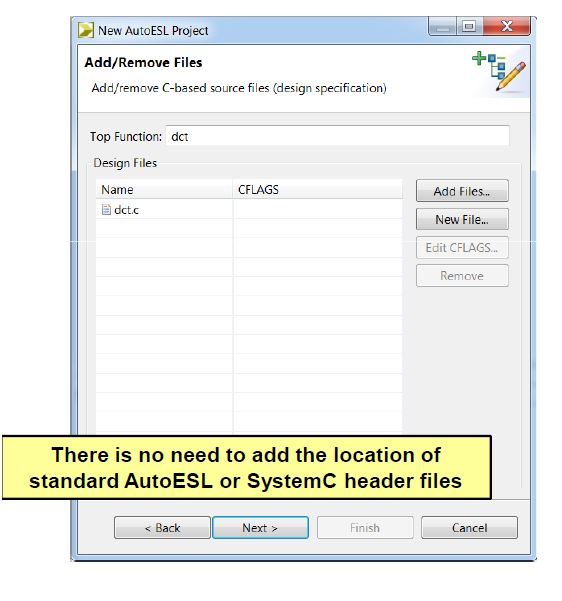 New AutoESL Project
Add/Remove Files
Add/remove C-based source files (design specification)
Top Function: dct
Design Files
Name CFLAGS
dct.c
Add Files...
New File...
Edit CFLAGS...
Remove
There is no need to add the location of
standard AutoESL or SystemC header files
< Back Next > Finish Cancel